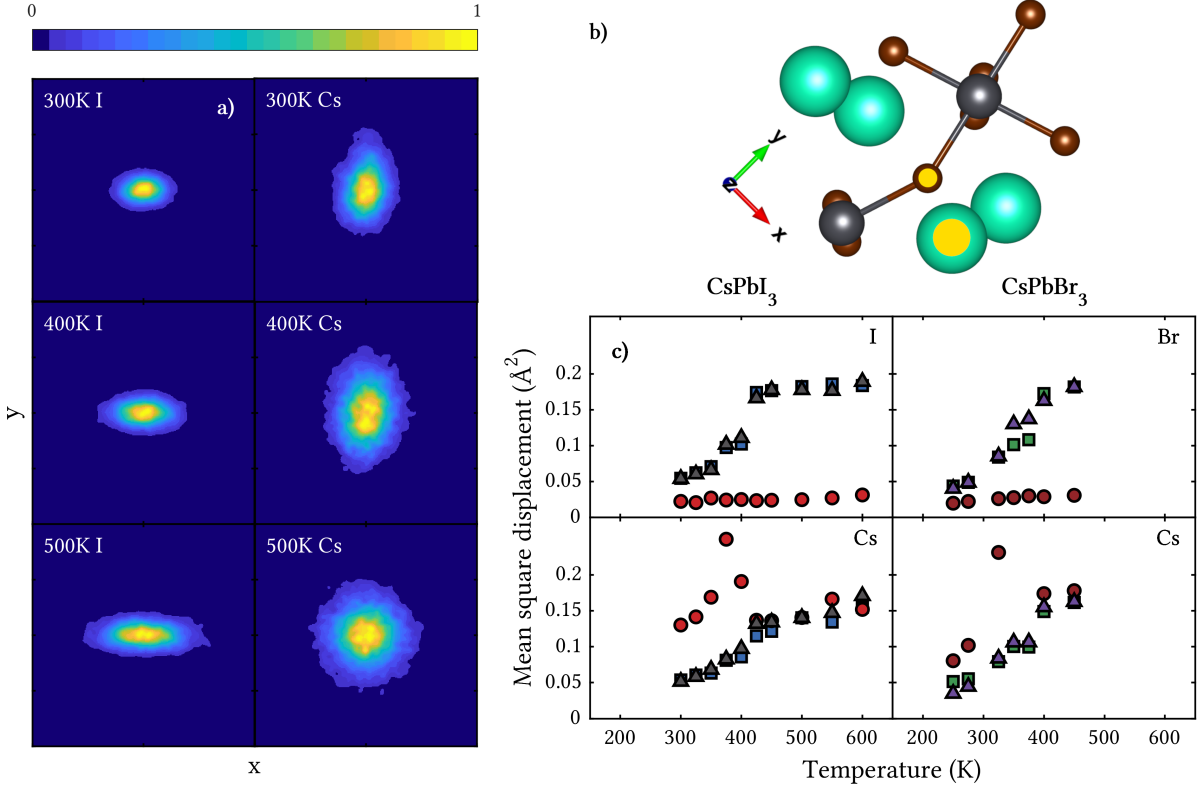 0 1
a)
300K I
300K Cs
400K I
400K Cs
500K I
500K Cs
y
x
b)
y
z
x
CsPbI3
CsPbBr3
c)
I
Br
Cs
Cs
Mean square displacement (Å²)
0.2
0.15
0.1
0.05
0
0.2
0.15
0.1
0.05
0
200 300 400 500 600 200 300 400 500 600
Temperature (K)